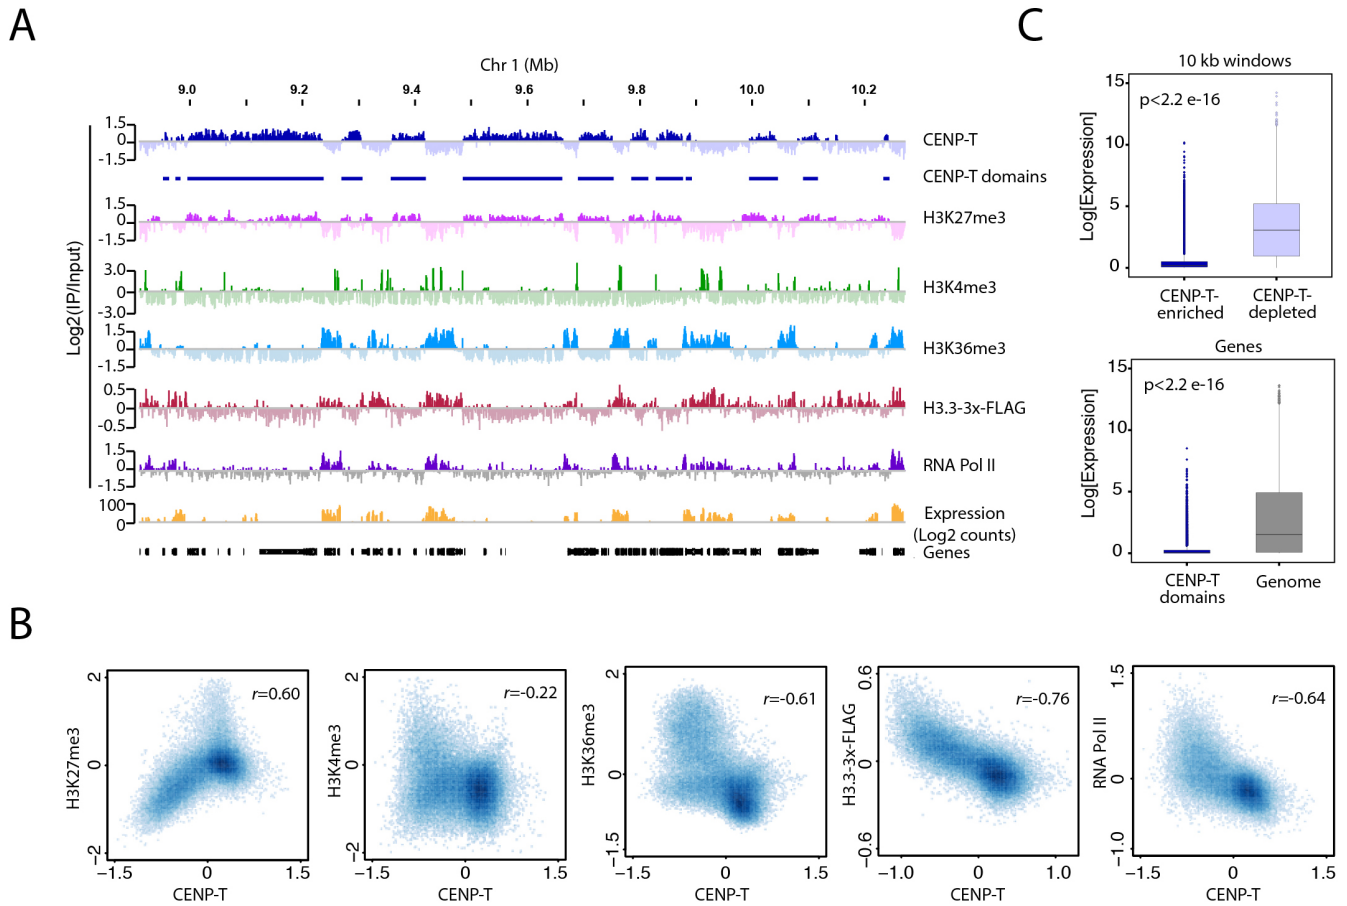 A
Chr 1 (Mb)
9.0 9.2 9.4 9.6 9.8 10.0 10.2
Log2(IP/Input)
1.5
0
-1.5
CENP-T
CENP-T domains
1.5
0
-1.5
H3K27me3
3.0
0
-3.0
H3K4me3
1.5
0
-1.5
H3K36me3
0.5
0
-0.5
H3.3-3x-FLAG
1.5
0
-1.5
RNA Pol II
100
0
Expression
(Log2 counts)
Genes
C
10 kb windows
p<2.2 e-16
Log[Expression]
15
10
5
0
CENP-T-
enriched
CENP-T-
depleted
Genes
p<2.2 e-16
Log[Expression]
15
10
5
0
CENP-T
domains
Genome
B
H3K27me3
2
0
−2
r=0.60
−1.5 0 1.5
CENP-T
H3K4me3
2
0
−2
r=-0.22
−1.5 0 1.5
CENP-T
H3K36me3
2
0
−1.5
r=-0.61
−1.5 0 1.5
CENP-T
H3.3-3x-FLAG
0.6
0
−0.6
r=-0.76
−1.0 0 1.0
CENP-T
RNA Pol II
1.5
0
−1.0
r=-0.64
−1.5 0 1.5
CENP-T